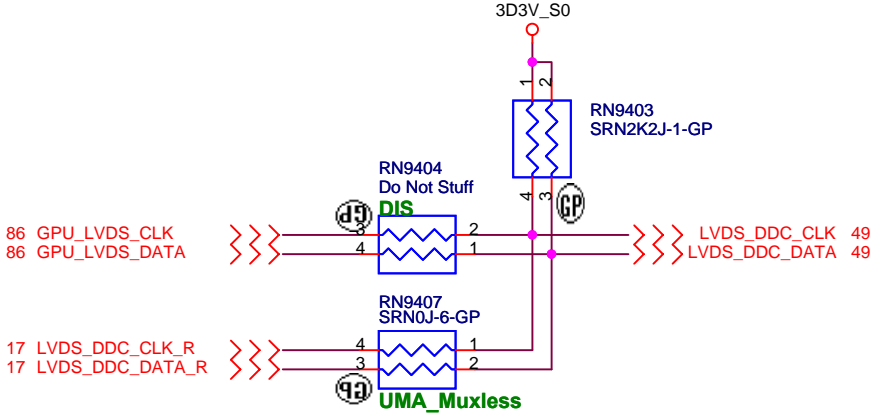 3D3V_S0
1 2
RN9403
SRN2K2J-1-GP
4 3
GP
RN9404
Do Not Stuff
DIS
GP
86 GPU_LVDS_CLK 3 2 LVDS_DDC_CLK 49
86 GPU_LVDS_DATA 4 1 LVDS_DDC_DATA 49
RN9407
SRN0J-6-GP
17 LVDS_DDC_CLK_R 4 1
17 LVDS_DDC_DATA_R 3 2
GP
UMA_Muxless